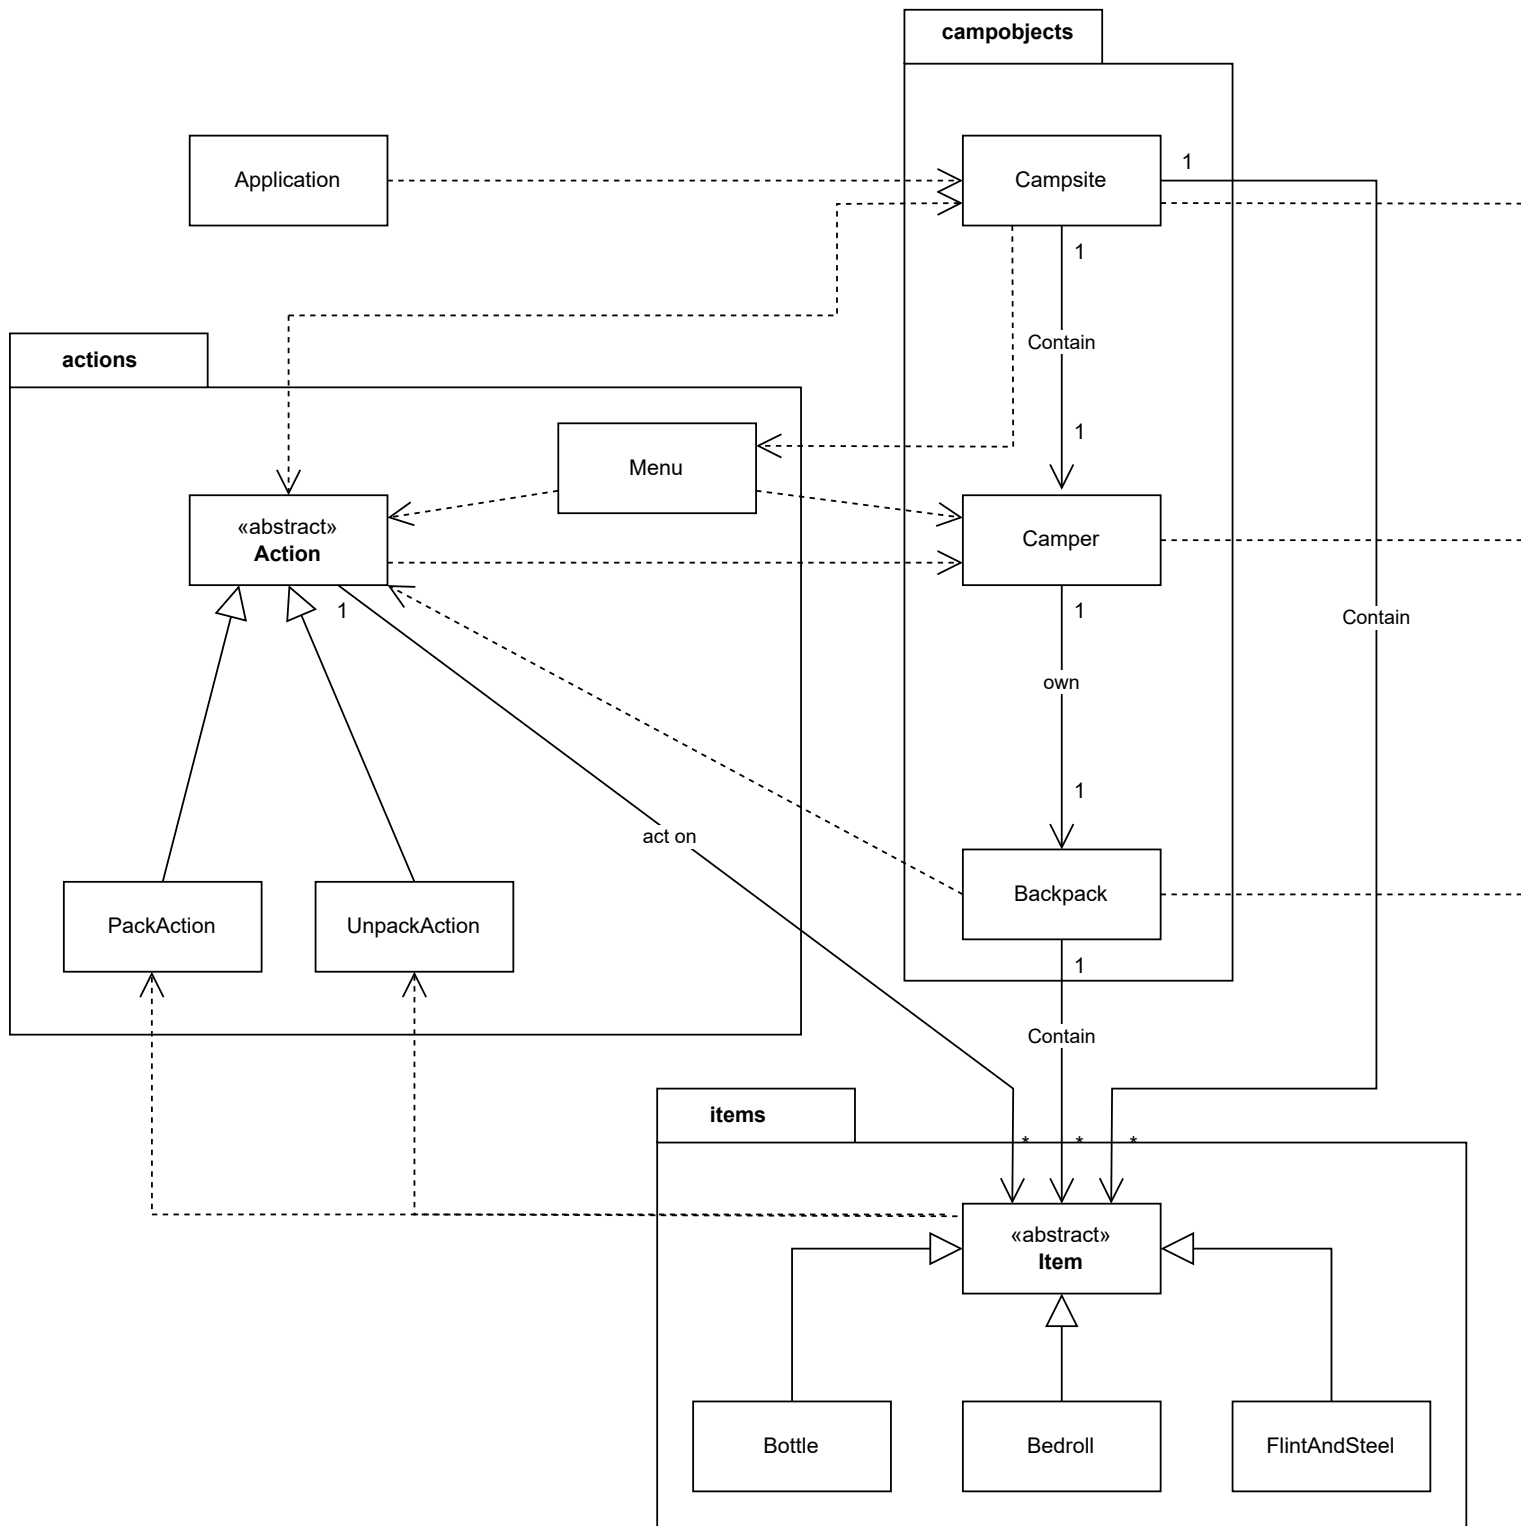 campobjects
Application
Campsite
1
1
Contain
actions
1
Menu
«abstract»
Action
Camper
1
1
Contain
own
1
act on
Backpack
PackAction
UnpackAction
1
Contain
items
*
*
*
«abstract»
Item
Bottle
Bedroll
FlintAndSteel